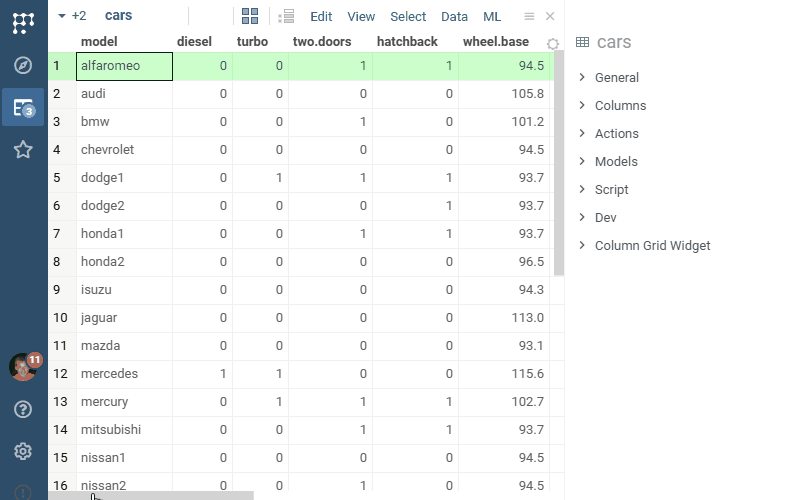 +2 cars Edit View Select Data ML
model diesel turbo two.doors hatchback wheel.base
1 alfaromeo 0 0 1 1 94.5
2 audi 0 0 0 0 105.8
3 bmw 0 0 1 0 101.2
4 chevrolet 0 0 0 0 94.5
5 dodge1 0 1 1 1 93.7
6 dodge2 0 0 0 1 93.7
7 honda1 0 0 1 1 93.7
8 honda2 0 0 0 0 96.5
9 isuzu 0 0 0 0 94.3
10 jaguar 0 0 0 0 113.0
11 mazda 0 0 0 0 93.1
12 mercedes 1 1 0 0 115.6
13 mercury 0 1 1 1 102.7
14 mitsubishi 0 0 1 1 93.7
15 nissan1 0 0 0 0 94.5
16 nissan2 0 0 1 0 94.5
3
11
cars
General
Columns
Actions
Models
Script
Dev
Column Grid Widget